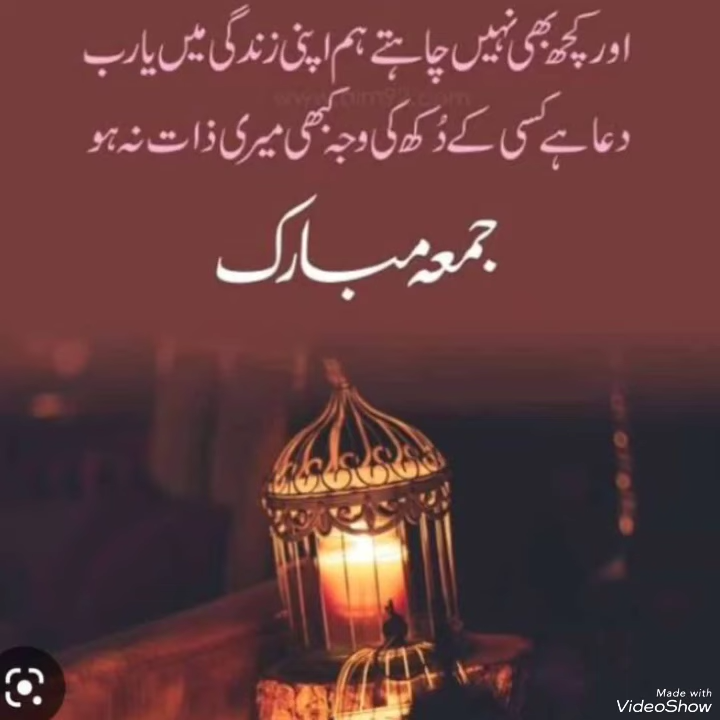 اور کچھ بھی نہیں چاہتے ہم اپنی زندگی میں یارب
دعا ہے کسی کے دُکھ کی وجہ کبھی میری ذات نہ ہو
جمعہ مبارک
Made with
VideoShow